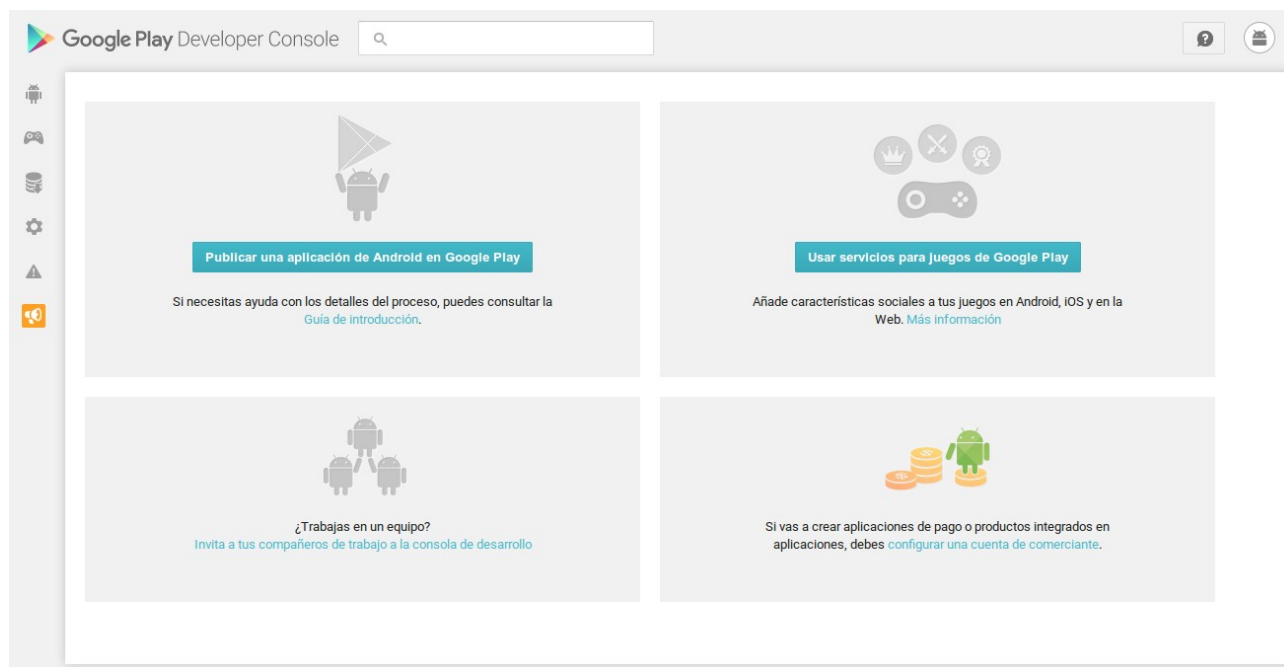 Google Play Developer Console
Publicar una aplicación de Android en Google Play
Si necesitas ayuda con los detalles del proceso, puedes consultar la
Guía de introducción.
Usar servicios para juegos de Google Play
Añade características sociales a tus juegos en Android, iOS y en la
Web. Más información
¿Trabajas en un equipo?
Invita a tus compañeros de trabajo a la consola de desarrollo
Si vas a crear aplicaciones de pago o productos integrados en
aplicaciones, debes configurar una cuenta de comerciante.